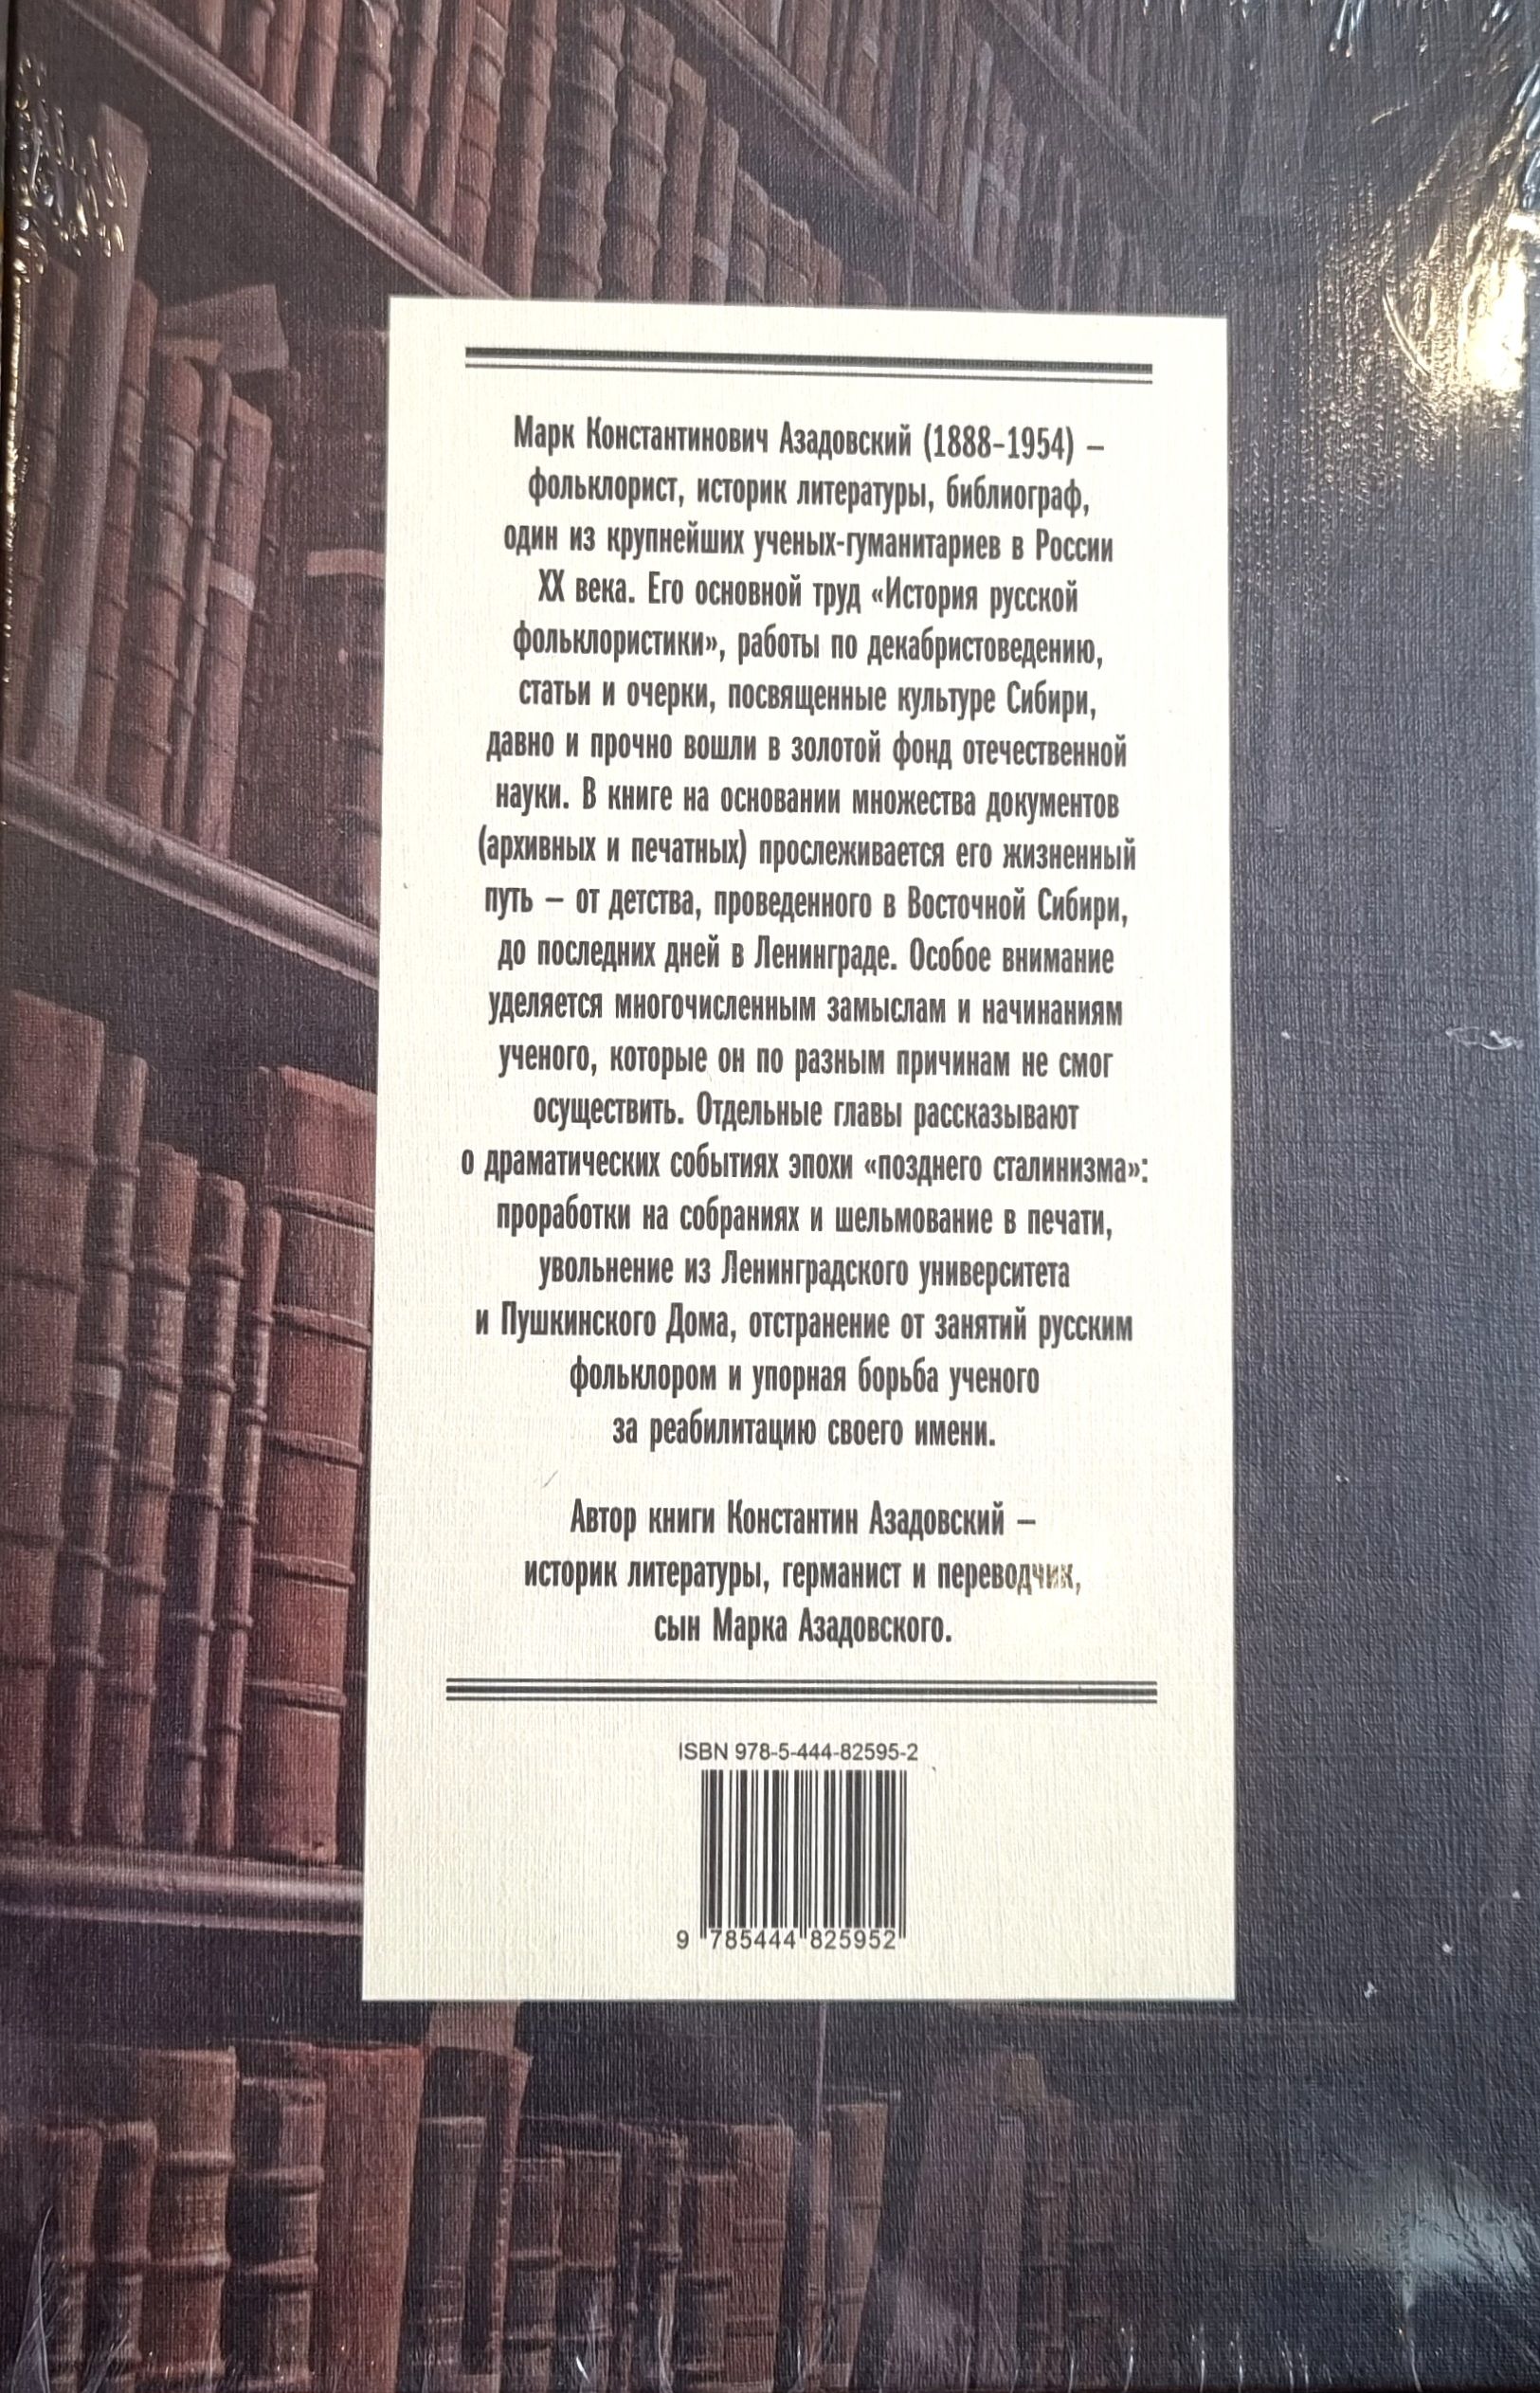 Марк Константинович Азадовский (1888–1954) –
фольклорист, историк литературы, библиограф,
один из крупнейших ученых-гуманитариев в России
XX века. Его основной труд «История русской
фольклористики», работы по декабристоведению,
статьи и очерки, посвященные культуре Сибири,
давно и прочно вошли в золотой фонд отечественной
науки. В книге на основании множества документов
(архивных и печатных) прослеживается его жизненный
путь – от детства, проведенного в Восточной Сибири,
до последних дней в Ленинграде. Особое внимание
уделяется многочисленным замыслам и начинаниям
ученого, которые он по разным причинам не смог
осуществить. Отдельные главы рассказывают
о драматических событиях эпохи «позднего сталинизма»:
проработки на собраниях и шельмование в печати,
увольнение из Ленинградского университета
и Пушкинского Дома, отстранение от занятий русским
фольклором и упорная борьба ученого
за реабилитацию своего имени.
Автор книги Константин Азадовский –
историк литературы, германист и переводчик,
сын Марка Азадовского.
ISBN 978-5-444-82595-2
9 785444 825952